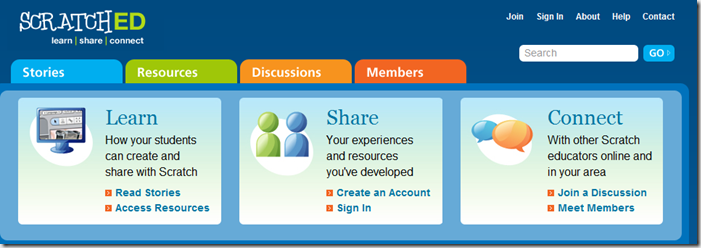 SCRATCHED
learn | share | connect
Join Sign In About Help Contact
Search GO
Stories Resources Discussions Members
Learn
How your students
can create and
share with Scratch
Read Stories
Access Resources
Share
Your experiences
and resources
you've developed
Create an Account
Sign In
Connect
With other Scratch
educators online and
in your area
Join a Discussion
Meet Members